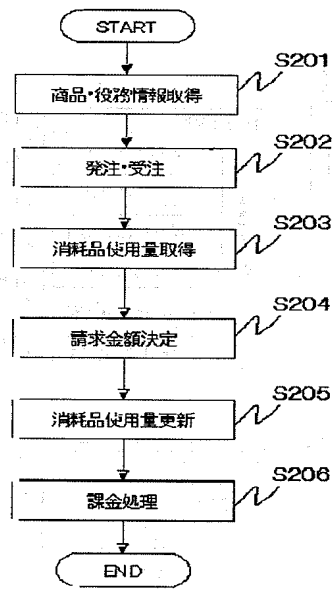 START
S201
商品・役務情報取得
S202
発注・受注
S203
消耗品使用量取得
S204
請求金額決定
S205
消耗品使用量更新
S206
課金処理
END